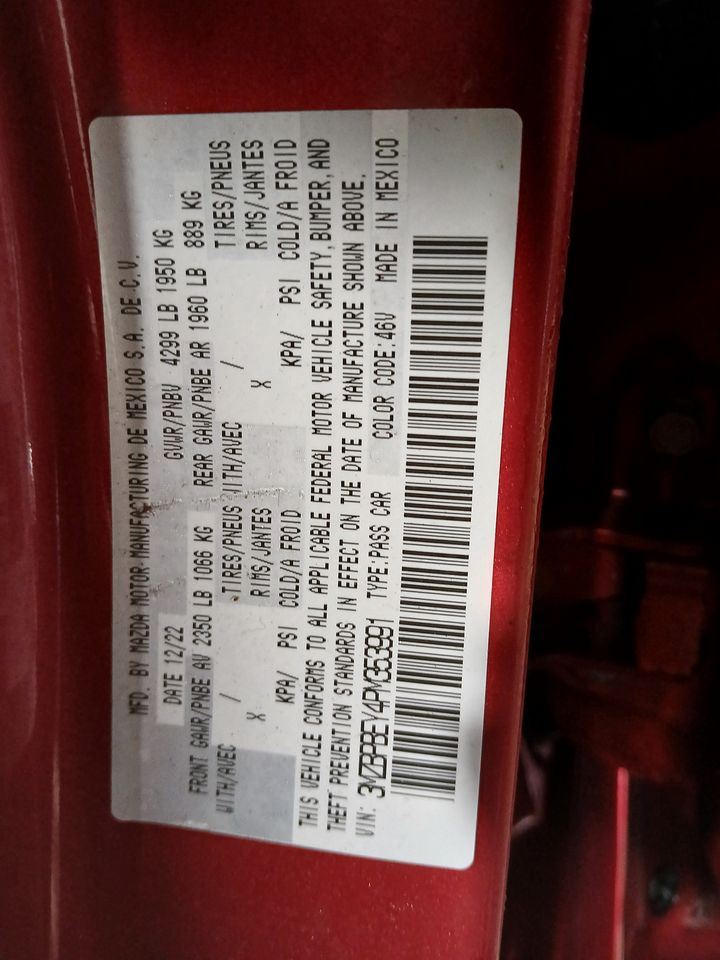 MFD. BY MAZDA MOTOR MANUFACTURING DE MEXICO S.A. DE C.V.
DATE 12/22 GVWR/PNBV 4299 LB 1950 KG
FRONT GAWR/PNBE AV 2350 LB 1066 KG REAR GAWR/PNBE AR 1960 LB 889 KG
WITH/AVEC / TIRES/PNEUS WITH/AVEC / TIRES/PNEUS
X RIMS/JANTES X RIMS/JANTES
KPA/ PSI COLD/A FROID KPA/ PSI COLD/A FROID
THIS VEHICLE CONFORMS TO ALL APPLICABLE FEDERAL MOTOR VEHICLE SAFETY, BUMPER, AND
THEFT PREVENTION STANDARDS IN EFFECT ON THE DATE OF MANUFACTURE SHOWN ABOVE.
VIN: 3MZBPBEY4PM353991 TYPE:PASS CAR COLOR CODE:46V MADE IN MEXICO